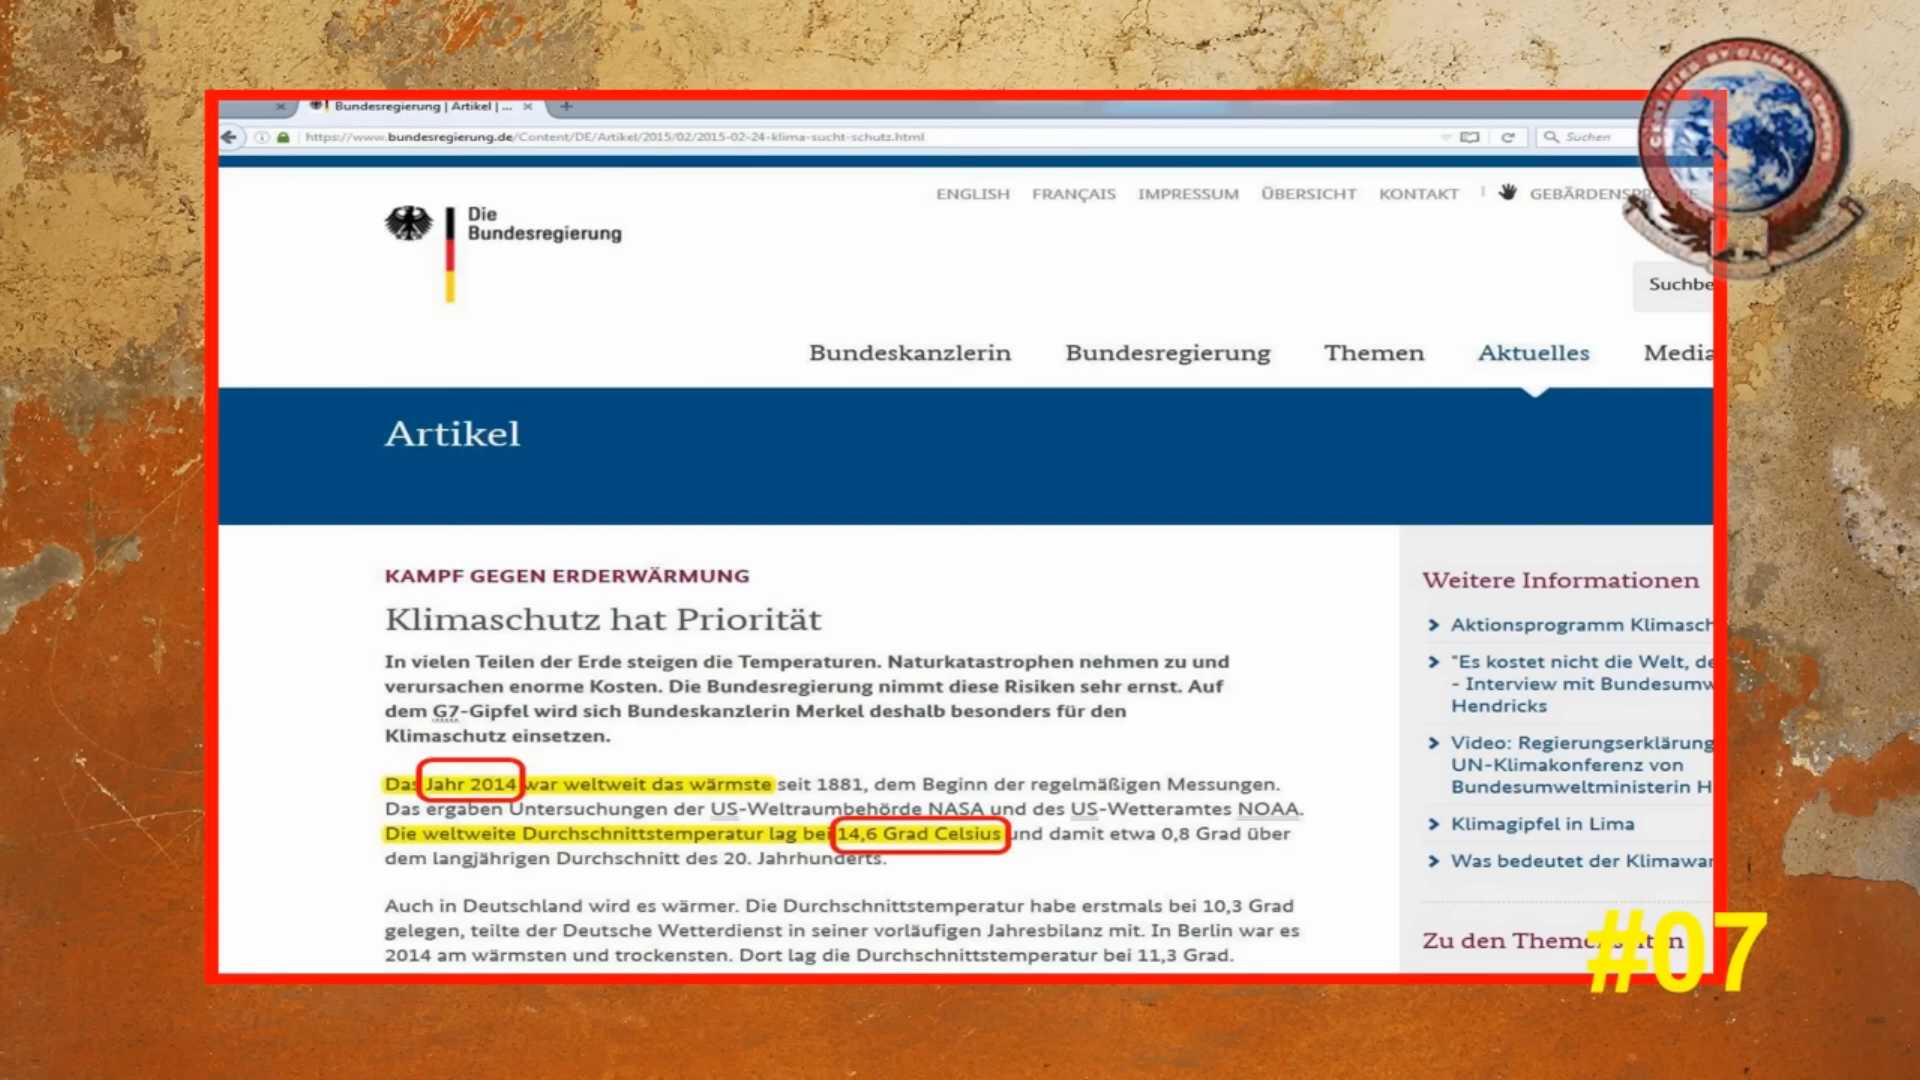 Bundesregierung | Artikel | ...
https://www.bundesregierung.de/Content/DE/Artikel/2015/02/2015-02-24-klima-sucht-schutz.html
Suchen
ENGLISH FRANÇAIS IMPRESSUM ÜBERSICHT KONTAKT
Die
Bundesregierung
Suchbe
Bundeskanzlerin Bundesregierung Themen Aktuelles Media
Artikel
KAMPF GEGEN ERDERWÄRMUNG
Klimaschutz hat Priorität
In vielen Teilen der Erde steigen die Temperaturen. Naturkatastrophen nehmen zu und
verursachen enorme Kosten. Die Bundesregierung nimmt diese Risiken sehr ernst. Auf
dem G7-Gipfel wird sich Bundeskanzlerin Merkel deshalb besonders für den
Klimaschutz einsetzen.
Das Jahr 2014 war weltweit das wärmste seit 1881, dem Beginn der regelmäßigen Messungen.
Das ergaben Untersuchungen der US-Weltraumbehörde NASA und des US-Wetteramtes NOAA.
Die weltweite Durchschnittstemperatur lag bei 14,6 Grad Celsius und damit etwa 0,8 Grad über
dem langjährigen Durchschnitt des 20. Jahrhunderts.
Auch in Deutschland wird es wärmer. Die Durchschnittstemperatur habe erstmals bei 10,3 Grad
gelegen, teilte der Deutsche Wetterdienst in seiner vorläufigen Jahresbilanz mit. In Berlin war es
2014 am wärmsten und trockensten. Dort lag die Durchschnittstemperatur bei 11,3 Grad.
Weitere Informationen
Aktionsprogramm Klimasch
"Es kostet nicht die Welt, de
- Interview mit Bundesumw
Hendricks
Video: Regierungserklärung
UN-Klimakonferenz von
Bundesumweltministerin H
Klimagipfel in Lima
Was bedeutet der Klimawar
Zu den
#07